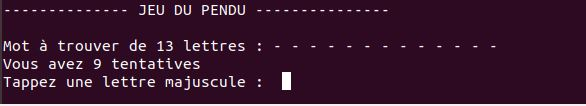 -------------- JEU DU PENDU ---------------
Mot à trouver de 13 lettres : - - - - - - - - - - - - -
Vous avez 9 tentatives
Tappez une lettre majuscule :